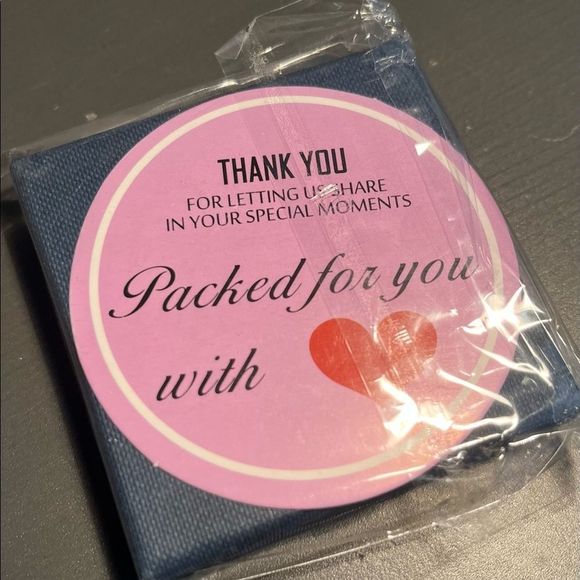 THANK YOU
FOR LETTING US SHARE
IN YOUR SPECIAL MOMENTS
Packed for you
with